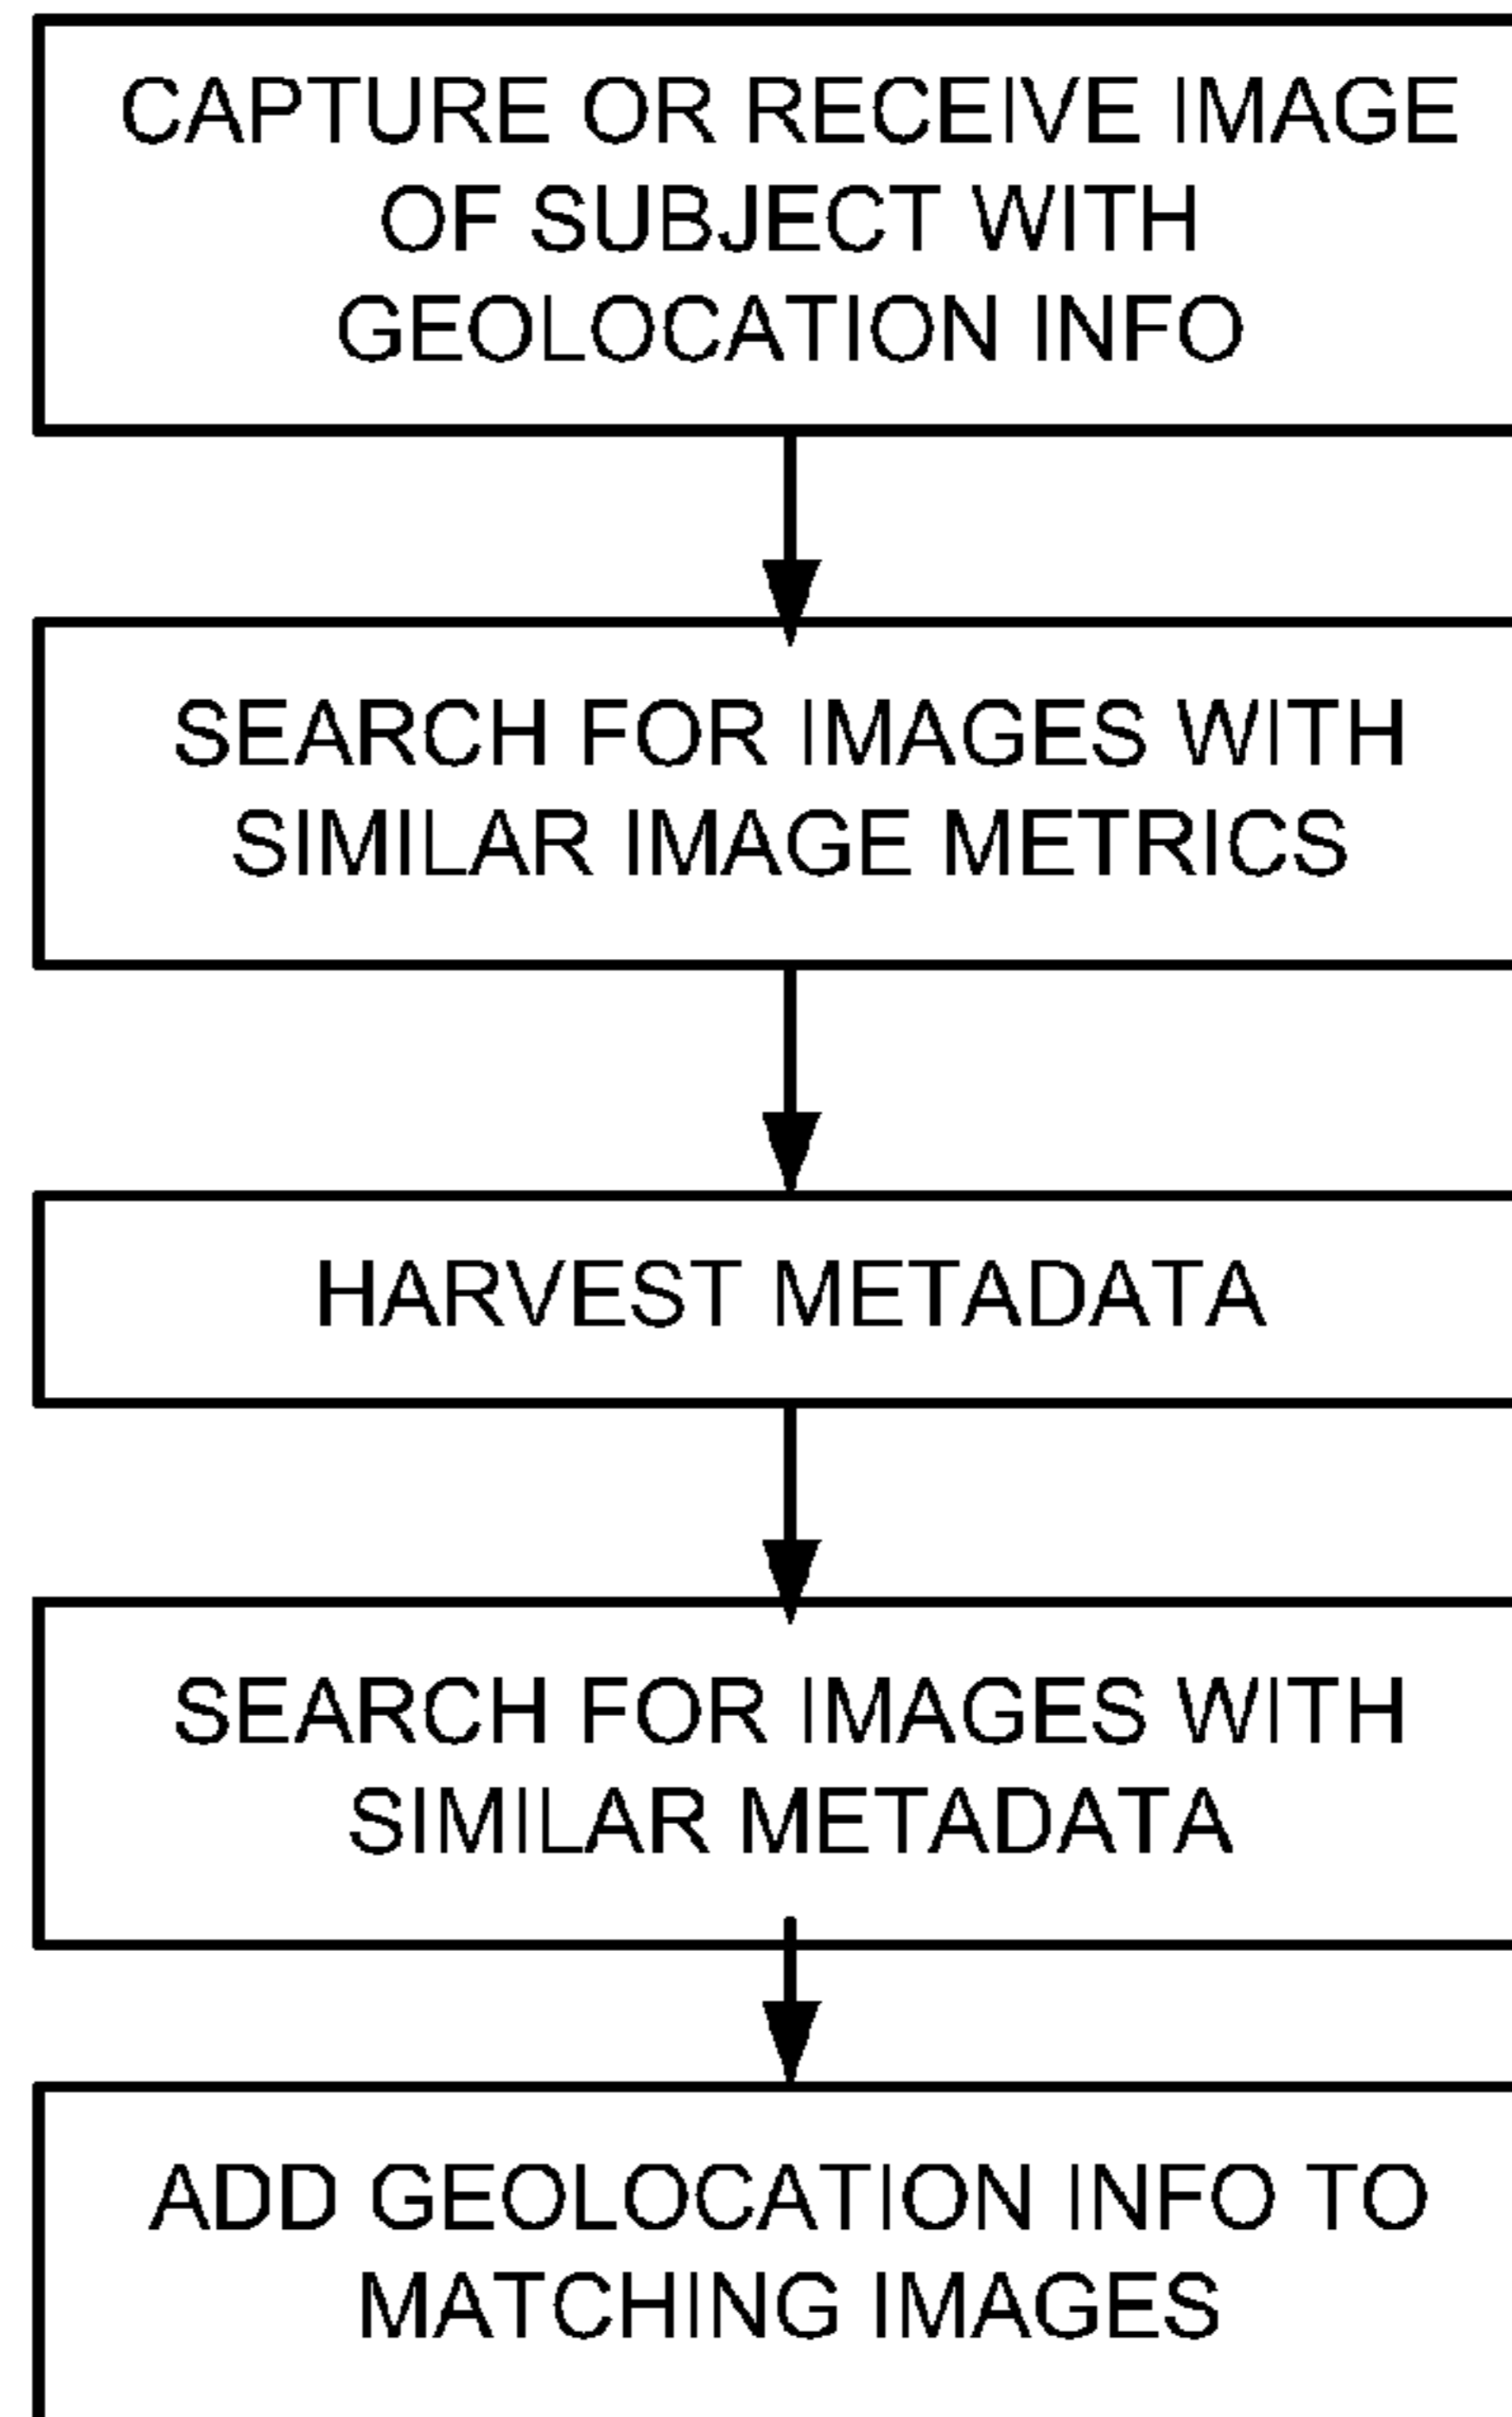 CAPTURE OR RECEIVE IMAGE
OF SUBJECT WITH
GEOLOCATION INFO
SEARCH FOR IMAGES WITH
SIMILAR IMAGE METRICS
HARVEST METADATA
SEARCH FOR IMAGES WITH
SIMILAR METADATA
ADD GEOLOCATION INFO TO
MATCHING IMAGES